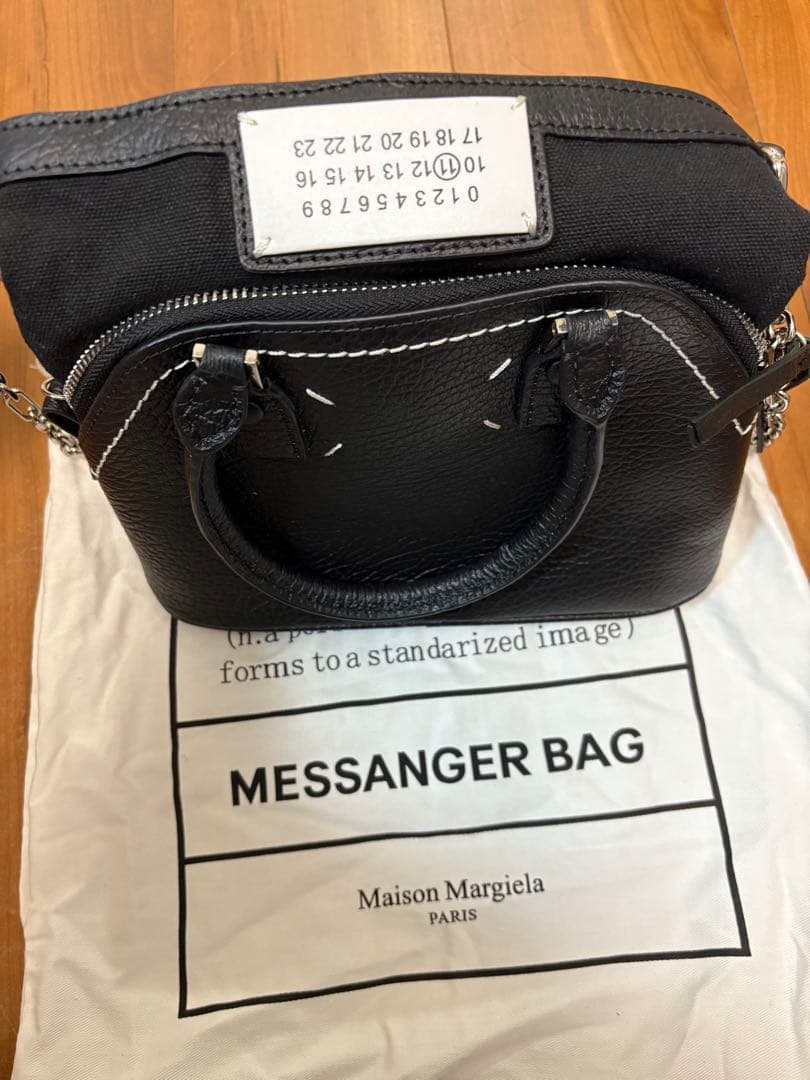 0 1 2 3 4 5 6 7 8 9
10 11 12 13 14 15 16
17 18 19 20 21 22 23
(n.a
forms to a standarized image)
MESSANGER BAG
Maison Margiela
PARIS